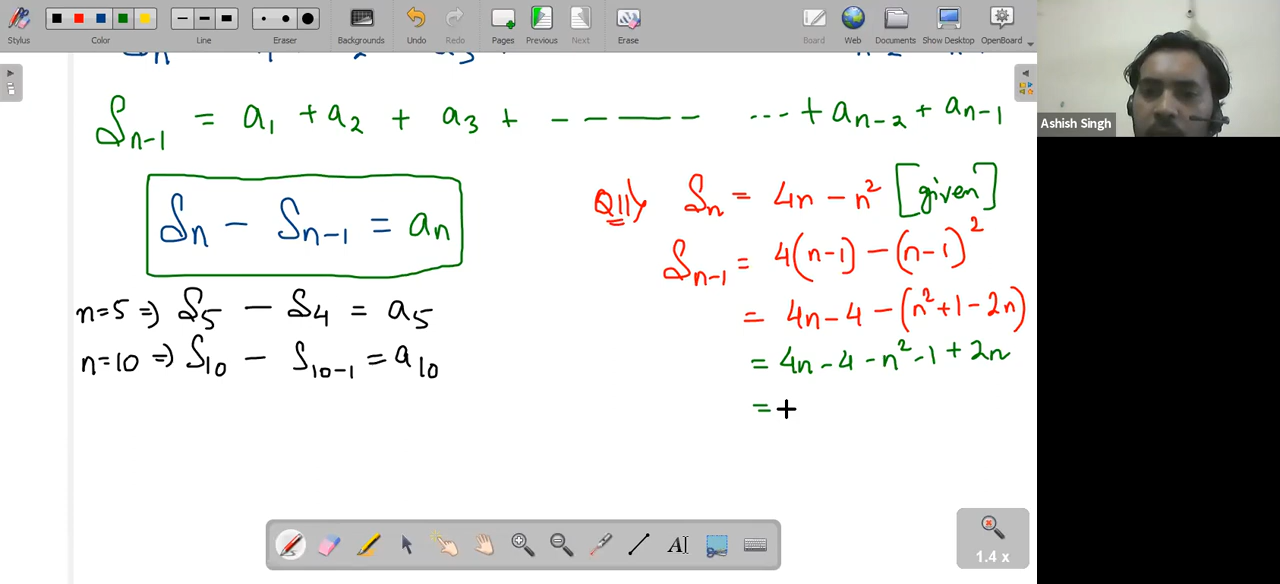 Stylus Color Line Eraser Backgrounds Undo Redo Pages Previous Next Erase Board Web Documents Show Desktop OpenBoard
Sₙ₋₁ = a₁ + a₂ + a₃ + ------ ... + aₙ₋₂ + aₙ₋₁
Ashish Singh
Sₙ - Sₙ₋₁ = aₙ
n=5 => S₅ - S₄ = a₅
n=10 => S₁₀ - S₁₀₋₁ = a₁₀
Q11) Sₙ = 4n - n² [given]
Sₙ₋₁ = 4(n-1) - (n-1)²
= 4n - 4 - (n² + 1 - 2n)
= 4n - 4 - n² - 1 + 2n
=
1.4 x